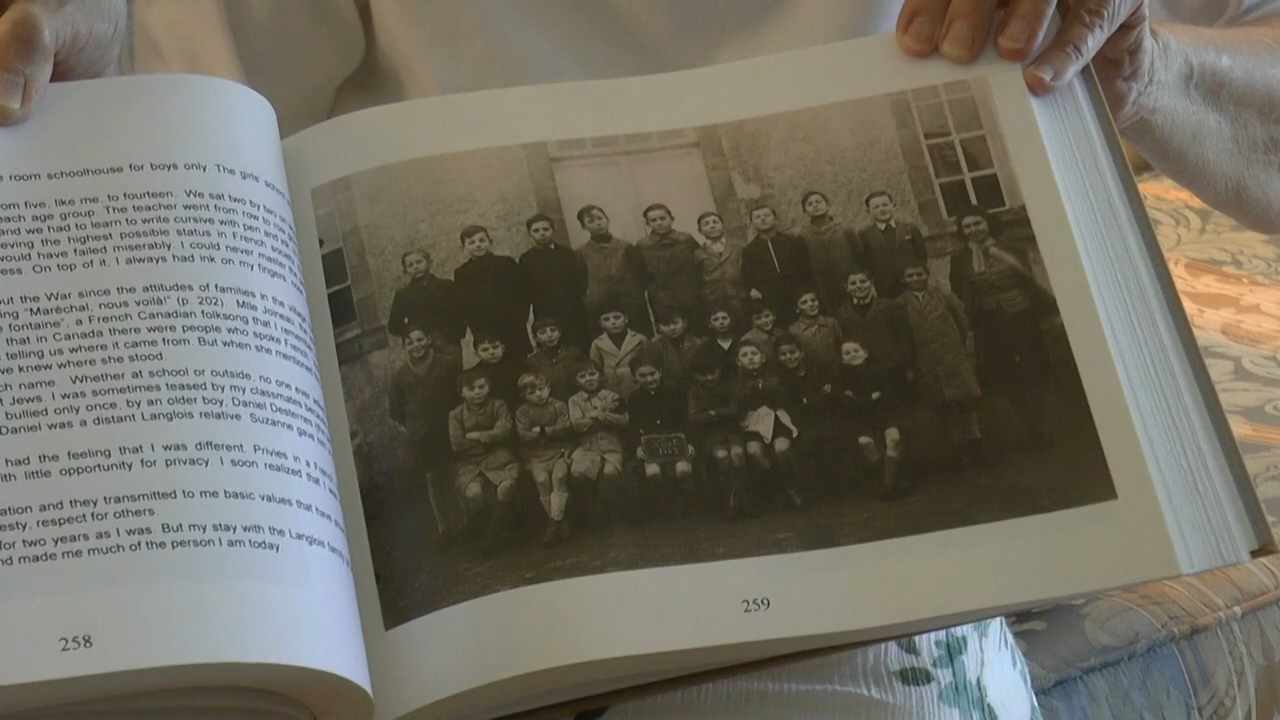 room schoolhouse for boys only. The girls'
om five, like me, to fourteen. We sat two by two
each age group. The teacher went from row to row
and we had to learn to write cursive with pen and
eving the highest possible status in French
would have failed miserably. I could never master
ess. On top of it, I always had ink on my fingers,
out the War since the attitudes of families in the
ing "Maréchal, nous voilà!" (p. 202). Mlle Joineau,
fontaine", a French Canadian folksong that I
that in Canada there were people who spoke French,
telling us where it came from. But when she mentioned
ve knew where she stood.
ch name. Whether at school or outside, no one ever
t Jews. I was sometimes teased by my classmates
bullied only once, by an older boy, Daniel
Daniel was a distant Langlois relative. Suzanne gave
had the feeling that I was different. Privies in a
ith little opportunity for privacy. I soon realized that
ation and they transmitted to me basic values that have
esty, respect for others.
for two years as I was. But my stay with the Langlois family
nd made me much of the person I am today
258
259